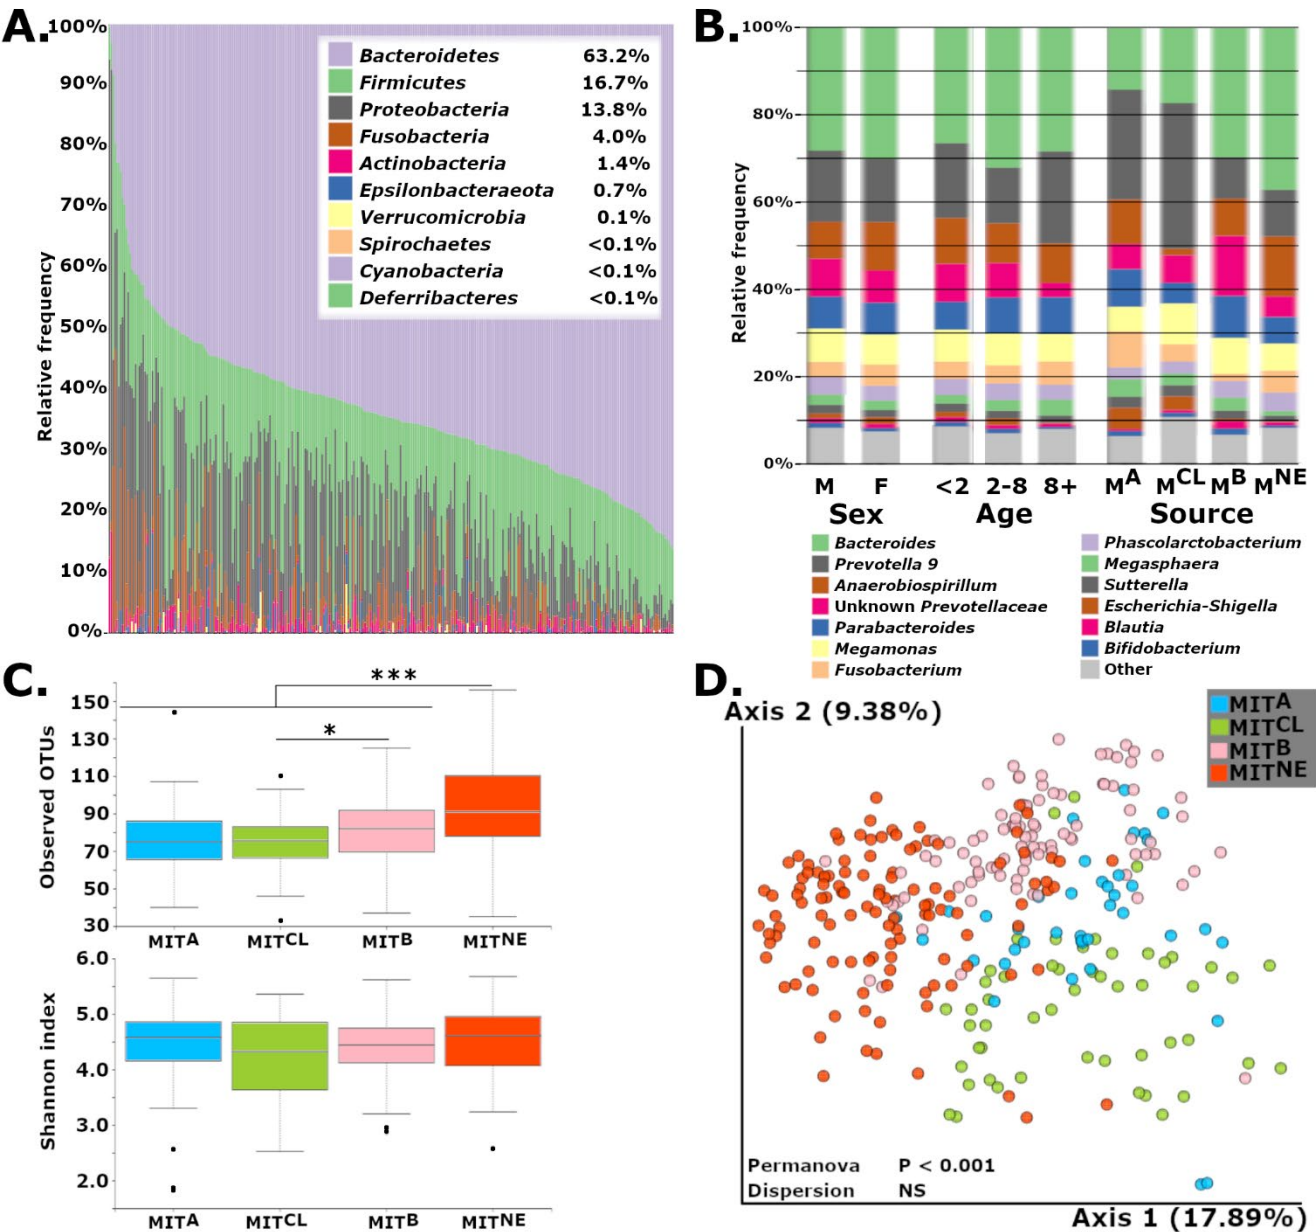 A.
100%
90%
80%
70%
60%
50%
40%
30%
20%
10%
0%
Relative frequency
Bacteroidetes 63.2%
Firmicutes 16.7%
Proteobacteria 13.8%
Fusobacteria 4.0%
Actinobacteria 1.4%
Epsilonbacteraeota 0.7%
Verrucomicrobia 0.1%
Spirochaetes <0.1%
Cyanobacteria <0.1%
Deferribacteres <0.1%
B.
100%
80%
60%
40%
20%
0%
Relative frequency
M F <2 2-8 8+ MA MCL MB MNE
Sex Age Source
Bacteroides
Prevotella 9
Anaerobiospirillum
Unknown Prevotellaceae
Parabacteroides
Megamonas
Fusobacterium
Phascolarctobacterium
Megasphaera
Sutterella
Escherichia-Shigella
Blautia
Bifidobacterium
Other
C.
***
*
150
130
110
90
70
50
30
Observed OTUs
MITA MITCL MITB MITNE
6.0
5.0
4.0
3.0
2.0
Shannon index
MITA MITCL MITB MITNE
D.
Axis 2 (9.38%)
MITA
MITCL
MITB
MITNE
Permanova P < 0.001
Dispersion NS
Axis 1 (17.89%)